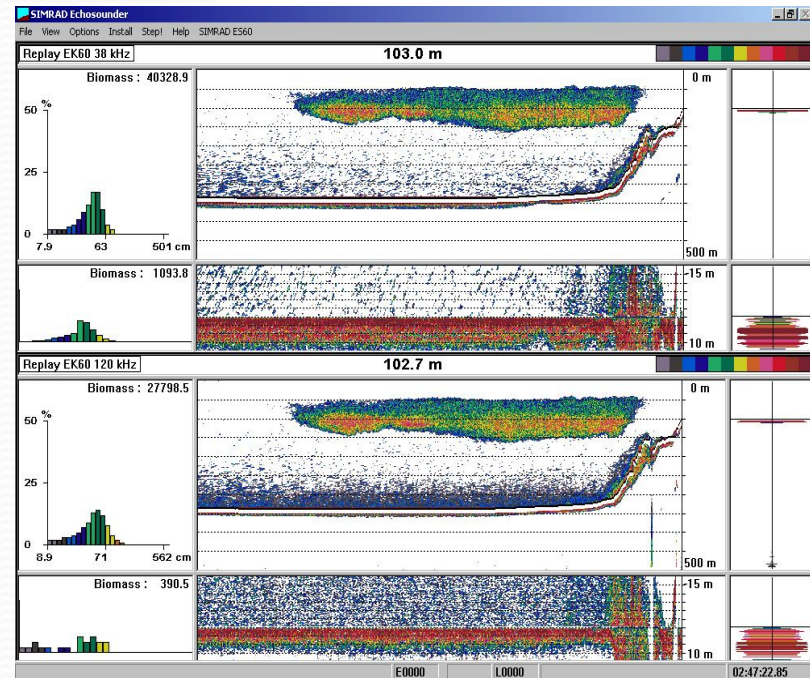 SIMRAD Echosounder
File View Options Install Step! Help SIMRAD ES60
Replay EK60 38 kHz
103.0 m
Biomass : 40328.9
0 m
50 %
25
0
7.9 63 501 cm
500 m
Biomass : 1093.8
-15 m
10 m
Replay EK60 120 kHz
102.7 m
Biomass : 27798.5
0 m
50 %
25
0
8.9 71 562 cm
500 m
Biomass : 390.5
-15 m
-10 m
E0000 L0000 02:47:22.85